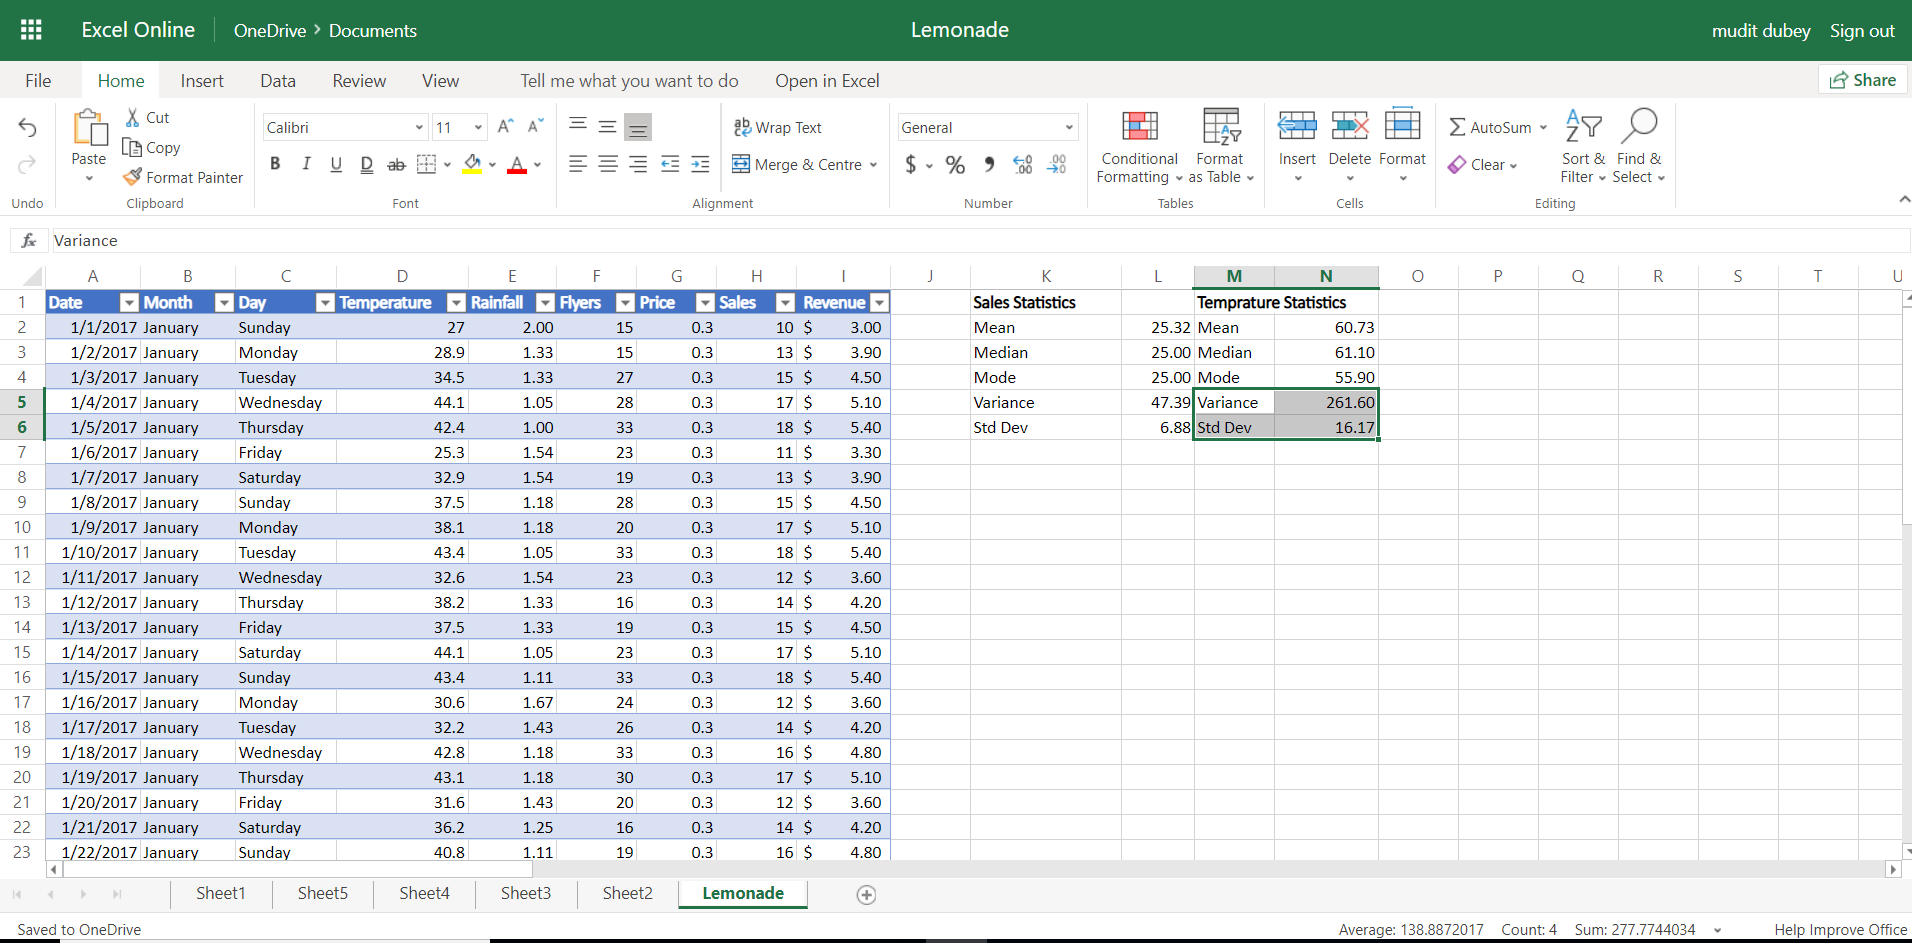 Excel Online OneDrive › Documents Lemonade mudit dubey Sign out
File Home Insert Data Review View Tell me what you want to do Open in Excel Share
Cut Calibri 11 Wrap Text General AutoSum
Copy
Paste Conditional Format Insert Delete Format Clear Sort & Find &
Format Painter B I U D ab A Merge & Centre $ % Formatting as Table Filter Select
Undo Clipboard Font Alignment Number Tables Cells Editing
fx Variance
A B C D E F G H I J K L M N O P Q R S T U
1 Date Month Day Temperature Rainfall Flyers Price Sales Revenue Sales Statistics Temprature Statistics
2 1/1/2017 January Sunday 27 2.00 15 0.3 10 $ 3.00 Mean 25.32 Mean 60.73
3 1/2/2017 January Monday 28.9 1.33 15 0.3 13 $ 3.90 Median 25.00 Median 61.10
4 1/3/2017 January Tuesday 34.5 1.33 27 0.3 15 $ 4.50 Mode 25.00 Mode 55.90
5 1/4/2017 January Wednesday 44.1 1.05 28 0.3 17 $ 5.10 Variance 47.39 Variance 261.60
6 1/5/2017 January Thursday 42.4 1.00 33 0.3 18 $ 5.40 Std Dev 6.88 Std Dev 16.17
7 1/6/2017 January Friday 25.3 1.54 23 0.3 11 $ 3.30
8 1/7/2017 January Saturday 32.9 1.54 19 0.3 13 $ 3.90
9 1/8/2017 January Sunday 37.5 1.18 28 0.3 15 $ 4.50
10 1/9/2017 January Monday 38.1 1.18 20 0.3 17 $ 5.10
11 1/10/2017 January Tuesday 43.4 1.05 33 0.3 18 $ 5.40
12 1/11/2017 January Wednesday 32.6 1.54 23 0.3 12 $ 3.60
13 1/12/2017 January Thursday 38.2 1.33 16 0.3 14 $ 4.20
14 1/13/2017 January Friday 37.5 1.33 19 0.3 15 $ 4.50
15 1/14/2017 January Saturday 44.1 1.05 23 0.3 17 $ 5.10
16 1/15/2017 January Sunday 43.4 1.11 33 0.3 18 $ 5.40
17 1/16/2017 January Monday 30.6 1.67 24 0.3 12 $ 3.60
18 1/17/2017 January Tuesday 32.2 1.43 26 0.3 14 $ 4.20
19 1/18/2017 January Wednesday 42.8 1.18 33 0.3 16 $ 4.80
20 1/19/2017 January Thursday 43.1 1.18 30 0.3 17 $ 5.10
21 1/20/2017 January Friday 31.6 1.43 20 0.3 12 $ 3.60
22 1/21/2017 January Saturday 36.2 1.25 16 0.3 14 $ 4.20
23 1/22/2017 January Sunday 40.8 1.11 19 0.3 16 $ 4.80
Sheet1 Sheet5 Sheet4 Sheet3 Sheet2 Lemonade
Saved to OneDrive Average: 138.8872017 Count: 4 Sum: 277.7744034 Help Improve Office